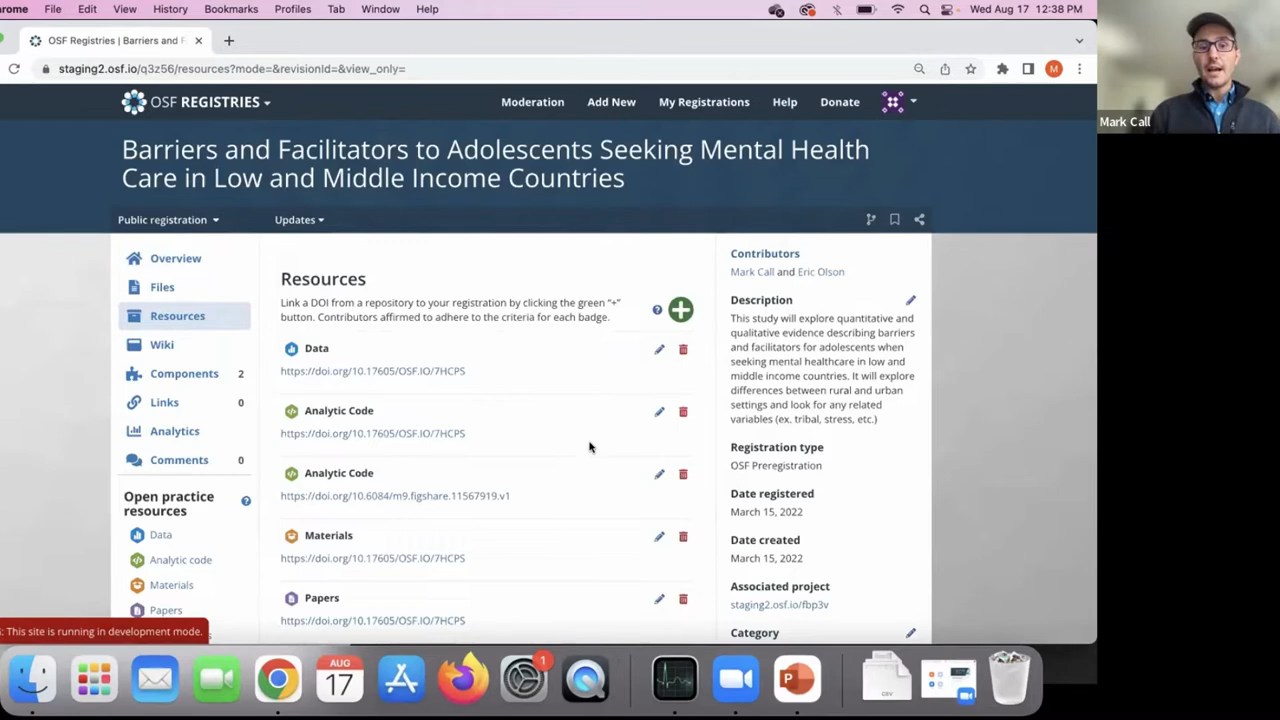 Chrome File Edit View History Bookmarks Profiles Tab Window Help Wed Aug 17 12:38 PM
OSF Registries | Barriers and F
staging2.osf.io/q3z56/resources?mode=&revisionId=&view_only=
M
OSF REGISTRIES
Moderation Add New My Registrations Help Donate
Mark Call
Barriers and Facilitators to Adolescents Seeking Mental Health
Care in Low and Middle Income Countries
Public registration Updates
Overview
Files
Resources
Wiki
Components 2
Links 0
Analytics
Comments 0
Open practice
resources
Data
Analytic code
Materials
Papers
: This site is running in development mode.
Resources
Link a DOI from a repository to your registration by clicking the green "+"
button. Contributors affirmed to adhere to the criteria for each badge.
Data
https://doi.org/10.17605/OSF.IO/7HCPS
Analytic Code
https://doi.org/10.17605/OSF.IO/7HCPS
Analytic Code
https://doi.org/10.6084/m9.figshare.11567919.v1
Materials
https://doi.org/10.17605/OSF.IO/7HCPS
Papers
https://doi.org/10.17605/OSF.IO/7HCPS
Contributors
Mark Call and Eric Olson
Description
This study will explore quantitative and
qualitative evidence describing barriers
and facilitators for adolescents when
seeking mental healthcare in low and
middle income countries. It will explore
differences between rural and urban
settings and look for any related
variables (ex. tribal, stress, etc.)
Registration type
OSF Preregistration
Date registered
March 15, 2022
Date created
March 15, 2022
Associated project
staging2.osf.io/fbp3v
Category
AUG
17
1
P
CSV